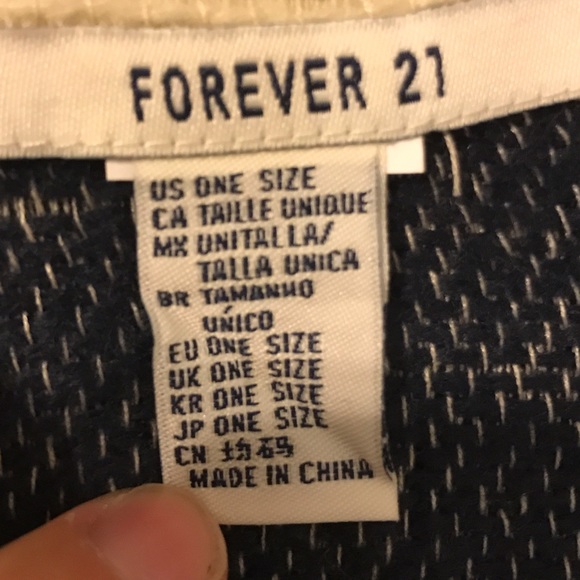 FOREVER 21
US ONE SIZE
CA TAILLE UNIQUE
MX UNITALLA/
TALLA UNICA
BR TAMANHO
ÚNICO
EU ONE SIZE
UK ONE SIZE
KR ONE SIZE
JP ONE SIZE
CN 均码
MADE IN CHINA